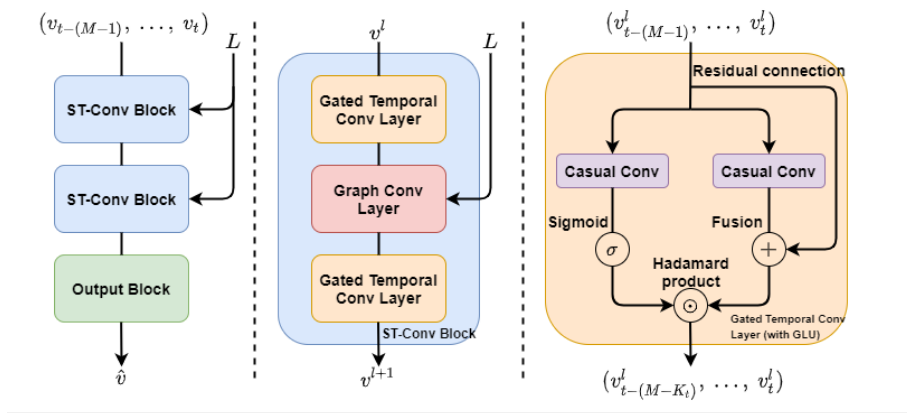 (v_{t−(M−1)}, …, v_t)
L
ST-Conv Block
ST-Conv Block
Output Block
v̂
v^l
L
Gated Temporal
Conv Layer
Graph Conv
Layer
Gated Temporal
Conv Layer
ST-Conv Block
v^{l+1}
(v^l_{t−(M−1)}, …, v^l_t)
Residual connection
Casual Conv
Casual Conv
Sigmoid
Fusion
σ
+
Hadamard
product
⊙
Gated Temporal Conv
Layer (with GLU)
(v^l_{t−(M−K_t)}, …, v^l_t)